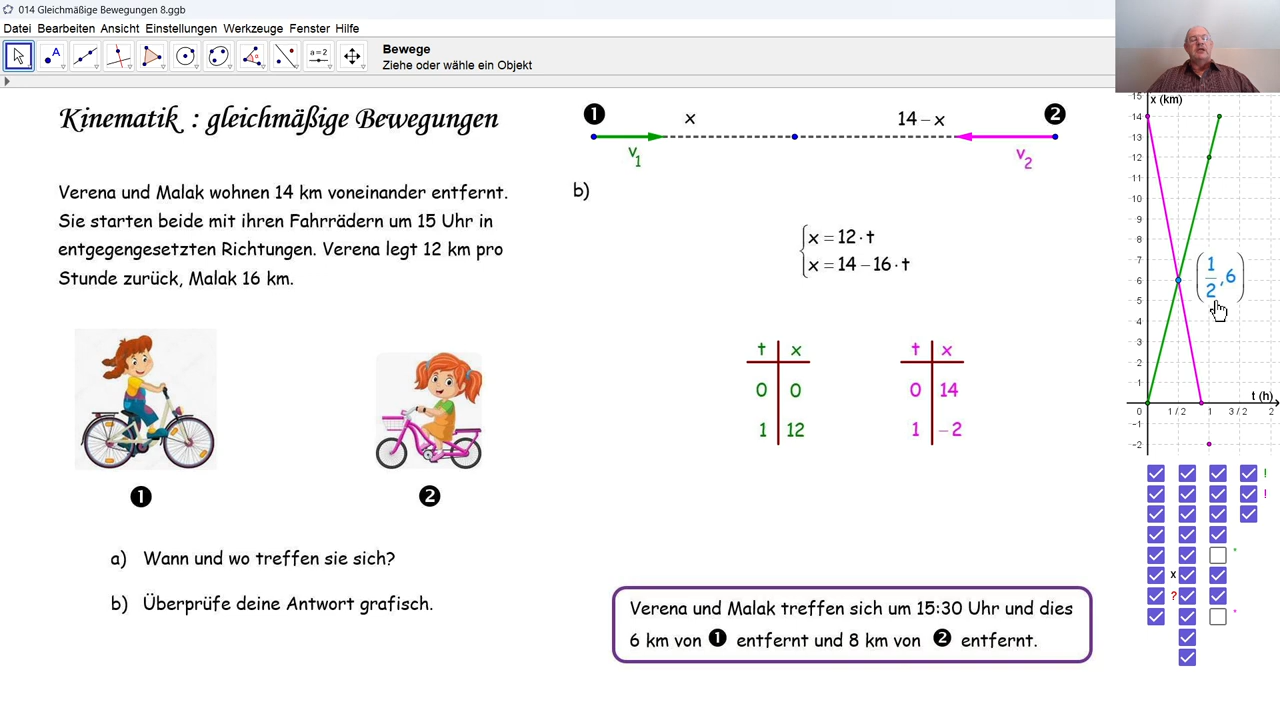 014 Gleichmäßige Bewegungen 8.ggb
Datei Bearbeiten Ansicht Einstellungen Werkzeuge Fenster Hilfe
A
a=2
Bewege
Ziehe oder wähle ein Objekt
Kinematik : gleichmäßige Bewegungen
Verena und Malak wohnen 14 km voneinander entfernt.
Sie starten beide mit ihren Fahrrädern um 15 Uhr in
entgegengesetzten Richtungen. Verena legt 12 km pro
Stunde zurück, Malak 16 km.
❶ ❷
a) Wann und wo treffen sie sich?
b) Überprüfe deine Antwort grafisch.
❶ x 14 – x ❷
v₁ v₂
b)
x = 12 · t
x = 14 – 16 · t
t x
0 0
1 12
t x
0 14
1 –2
Verena und Malak treffen sich um 15:30 Uhr und dies
6 km von ❶ entfernt und 8 km von ❷ entfernt.
x (km)
15
14
13
12
11
10
9
8
7
6
5
4
3
2
1
0 1 / 2 1 3 / 2 2
t (h)
–1
–2
(1/2, 6)
!
!
*
x
?
*